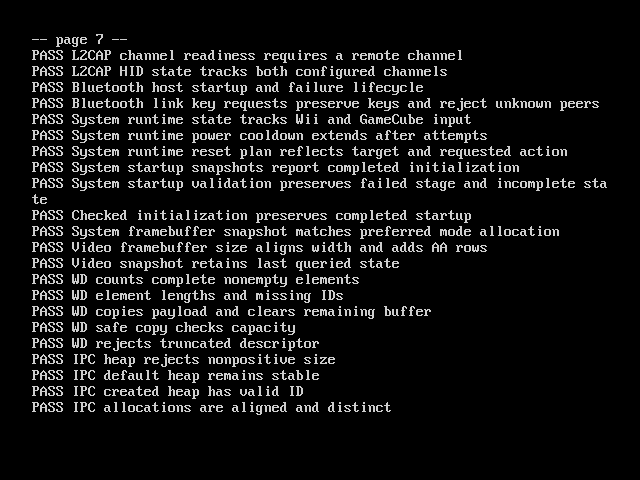 -- page 7 --
PASS L2CAP channel readiness requires a remote channel
PASS L2CAP HID state tracks both configured channels
PASS Bluetooth host startup and failure lifecycle
PASS Bluetooth link key requests preserve keys and reject unknown peers
PASS System runtime state tracks Wii and GameCube input
PASS System runtime power cooldown extends after attempts
PASS System runtime reset plan reflects target and requested action
PASS System startup snapshots report completed initialization
PASS System startup validation preserves failed stage and incomplete sta
te
PASS Checked initialization preserves completed startup
PASS System framebuffer snapshot matches preferred mode allocation
PASS Video framebuffer size aligns width and adds AA rows
PASS Video snapshot retains last queried state
PASS WD counts complete nonempty elements
PASS WD element lengths and missing IDs
PASS WD copies payload and clears remaining buffer
PASS WD safe copy checks capacity
PASS WD rejects truncated descriptor
PASS IPC heap rejects nonpositive size
PASS IPC default heap remains stable
PASS IPC created heap has valid ID
PASS IPC allocations are aligned and distinct